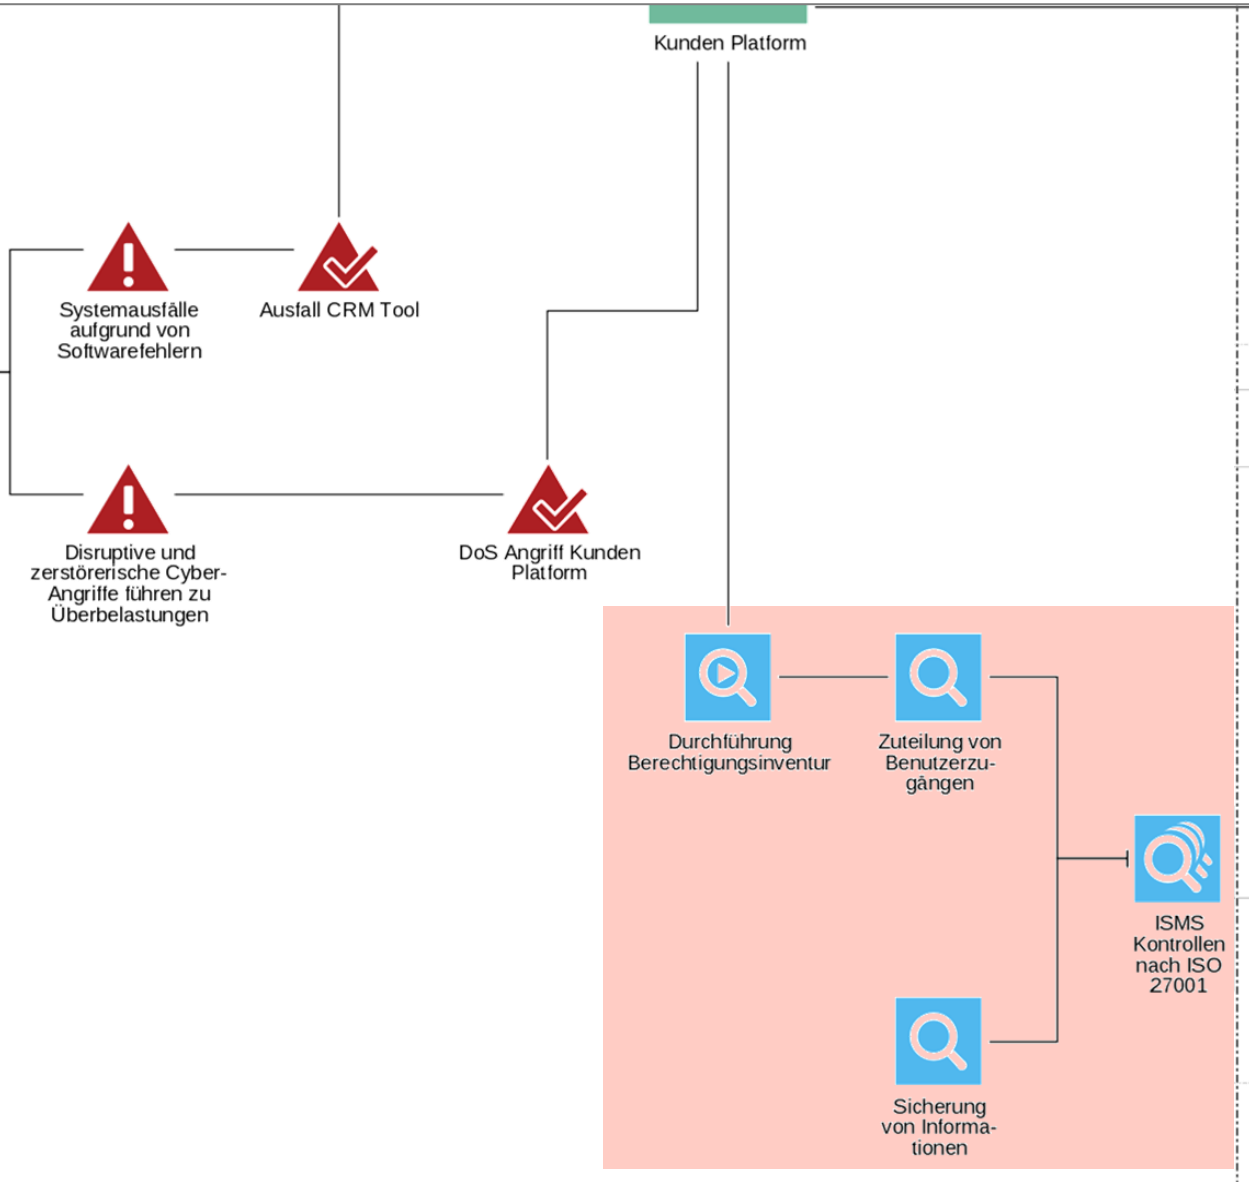 Kunden Platform
Systemausfälle
aufgrund von
Softwarefehlern
Ausfall CRM Tool
Disruptive und
zerstörerische Cyber-
Angriffe führen zu
Überbelastungen
DoS Angriff Kunden
Platform
Durchführung
Berechtigungsinventur
Zuteilung von
Benutzerzu-
gängen
ISMS
Kontrollen
nach ISO
27001
Sicherung
von Informa-
tionen